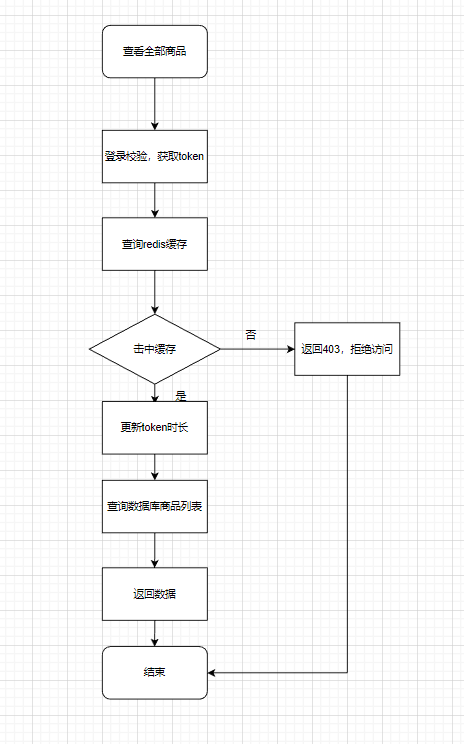 查看全部商品
登录校验，获取token
查询redis缓存
击中缓存
否
返回403，拒绝访问
是
更新token时长
查询数据库商品列表
返回数据
结束